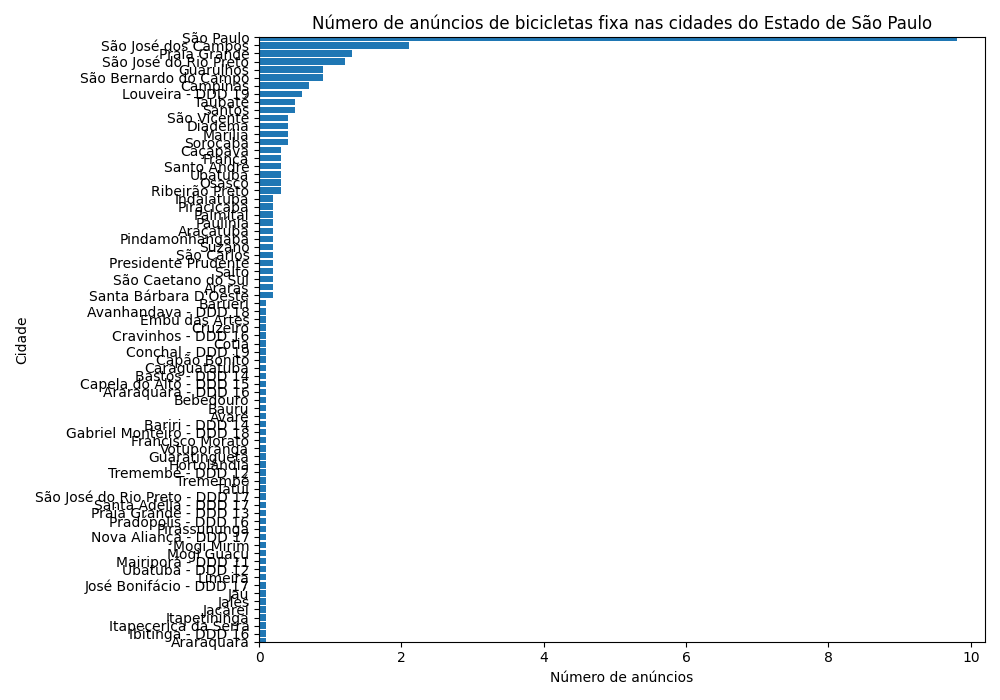 Número de anúncios de bicicletas fixa nas cidades do Estado de São Paulo
São Paulo
São José dos Campos
Praia Grande
São José do Rio Preto
Guarulhos
São Bernardo do Campo
Campinas
Louveira - DDD 19
Taubaté
Santos
São Vicente
Diadema
Marília
Sorocaba
Caçapava
Franca
Santo André
Ubatuba
Osasco
Ribeirão Preto
Indaiatuba
Piracicaba
Palmital
Paulínia
Araçatuba
Pindamonhangaba
Suzano
São Carlos
Presidente Prudente
Salto
São Caetano do Sul
Araras
Santa Bárbara D'Oeste
Barueri
Avanhandava - DDD 18
Embu das Artes
Cruzeiro
Cravinhos - DDD 16
Cotia
Conchal - DDD 19
Capão Bonito
Caraguatatuba
Bastos - DDD 14
Capela do Alto - DDD 15
Araraquara - DDD 16
Bebedouro
Bauru
Avaré
Bariri - DDD 14
Gabriel Monteiro - DDD 18
Francisco Morato
Votuporanga
Guaratinguetá
Hortolândia
Tremembé - DDD 12
Tremembé
Tatuí
São José do Rio Preto - DDD 17
Santa Adélia - DDD 17
Praia Grande - DDD 13
Pradópolis - DDD 16
Pirassununga
Nova Aliança - DDD 17
Mogi Mirim
Mogi Guaçu
Mairiporã - DDD 11
Ubatuba - DDD 12
Limeira
José Bonifácio - DDD 17
Jaú
Jales
Jacareí
Itapetininga
Itapecerica da Serra
Ibitinga - DDD 16
Araraquara
Cidade
0 2 4 6 8 10
Número de anúncios